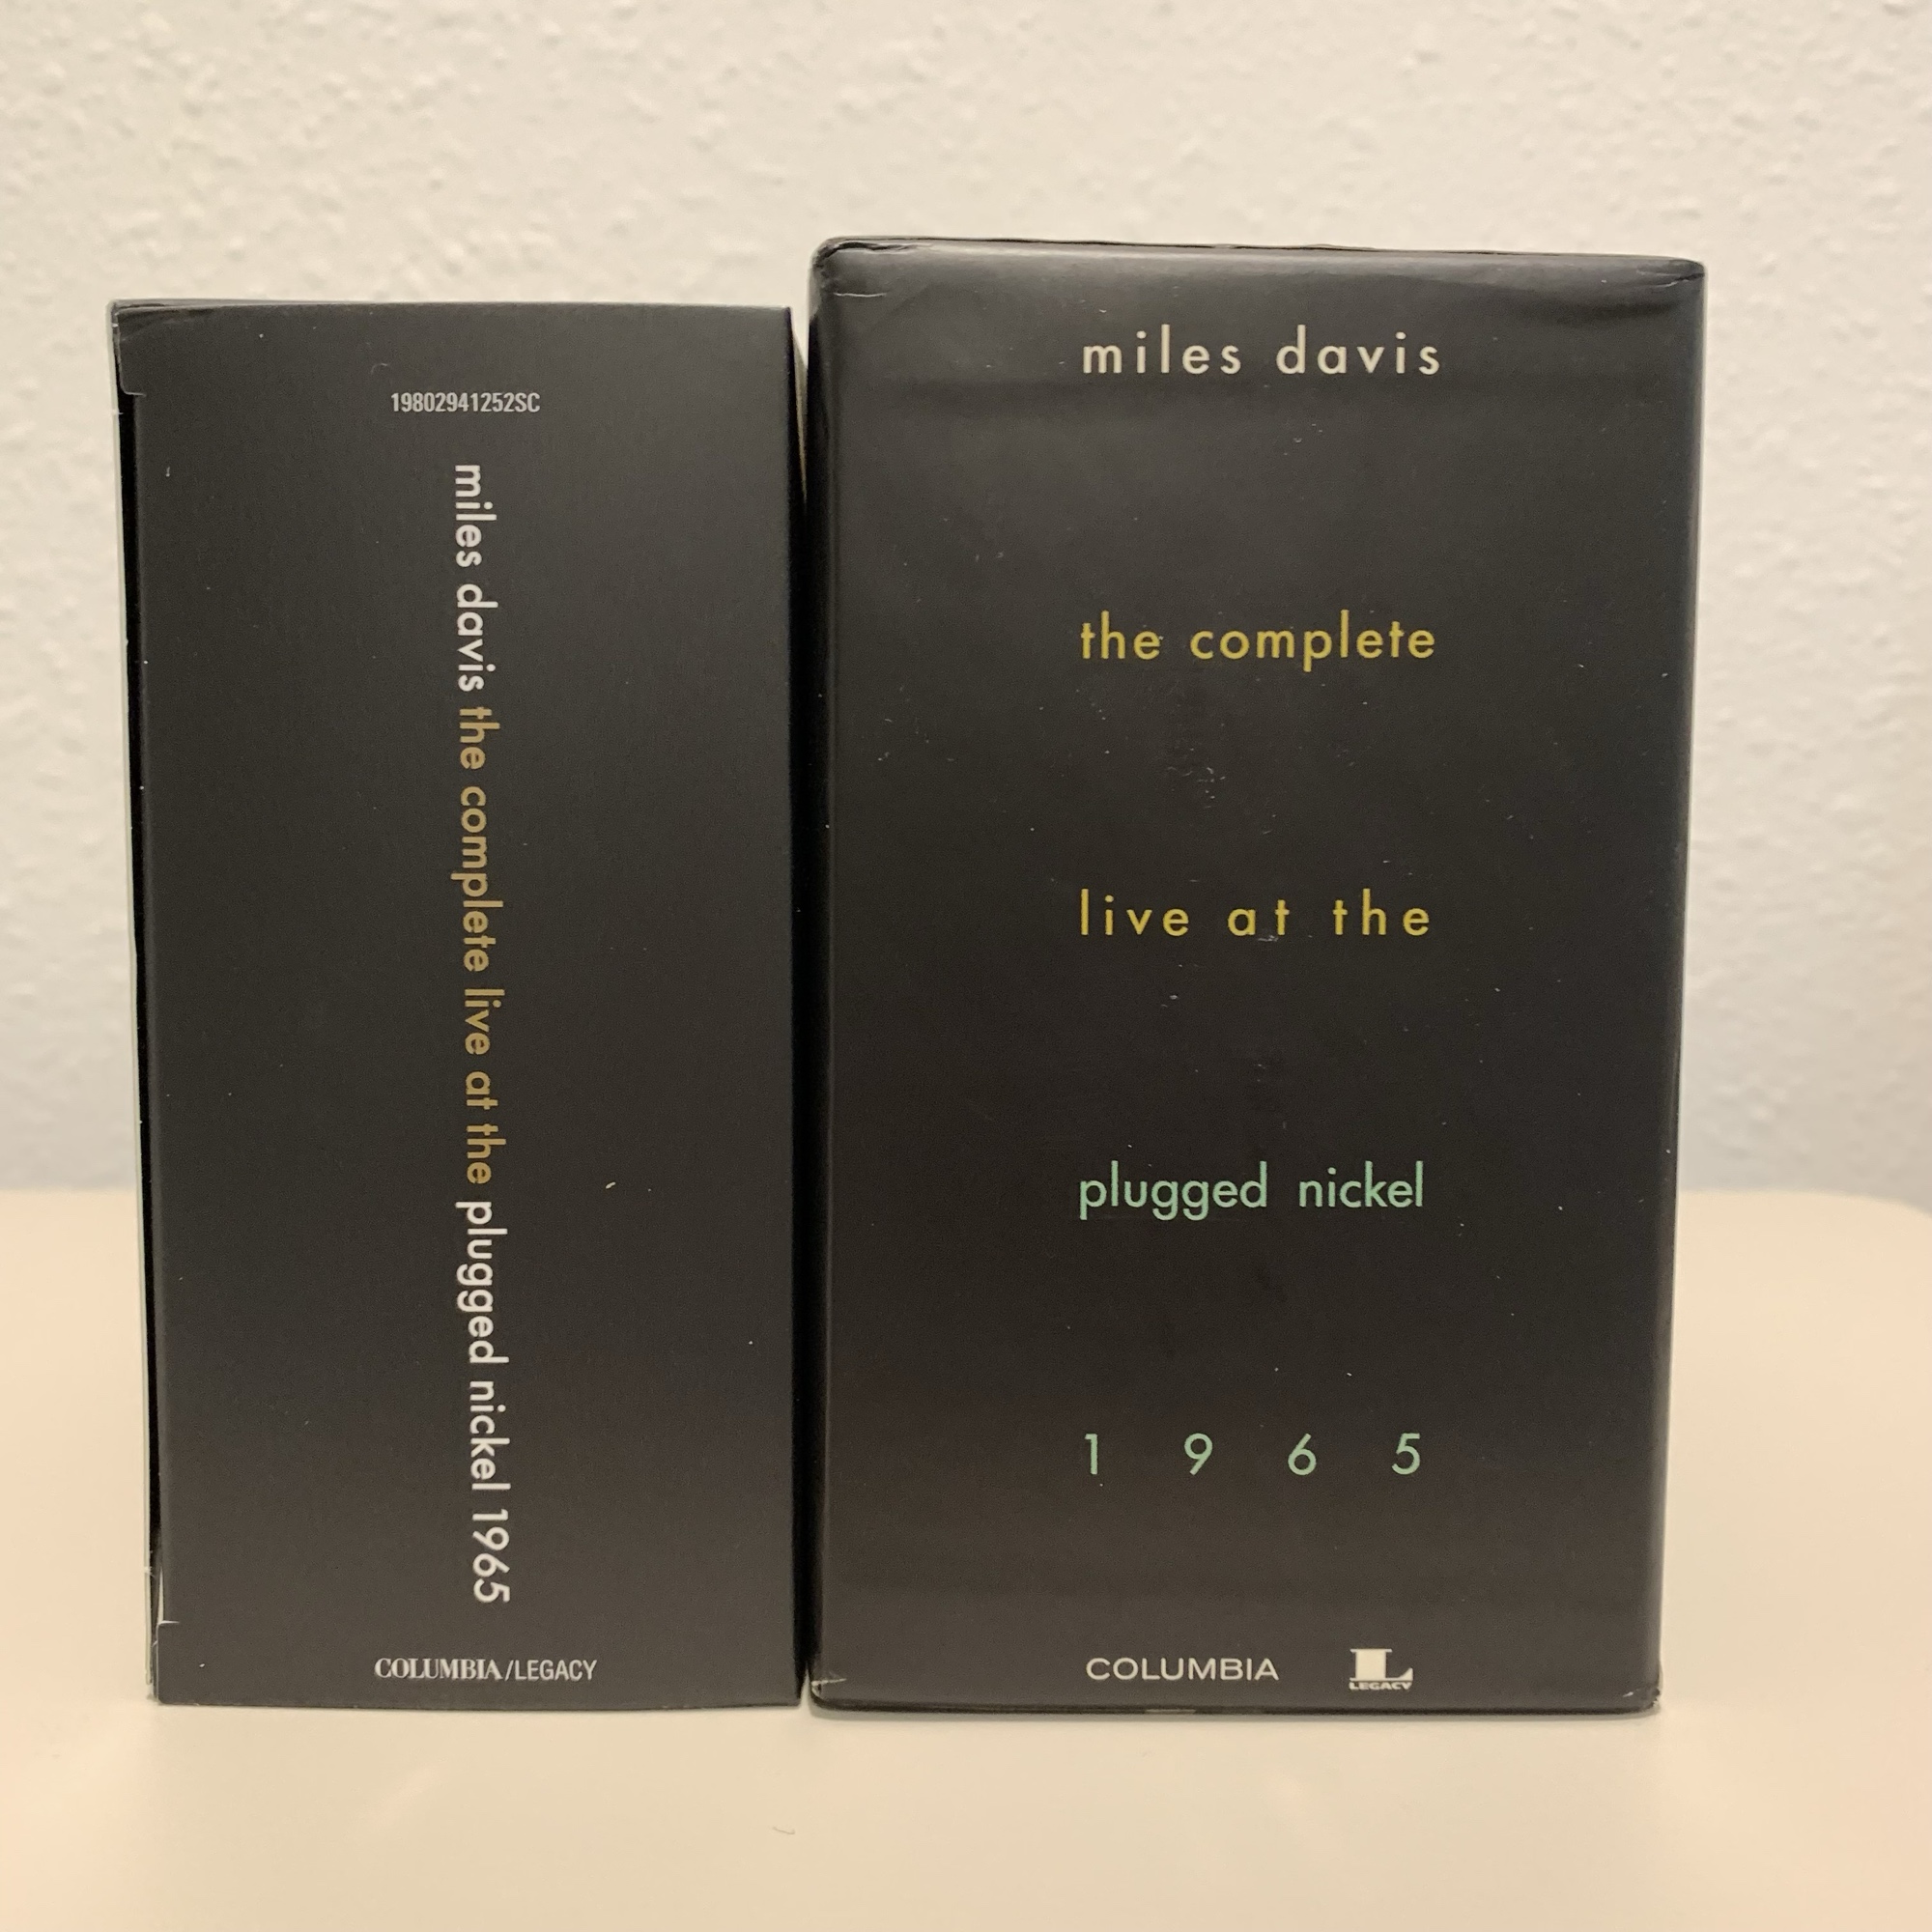 19802941252SC
miles davis the complete live at the plugged nickel 1965
COLUMBIA/LEGACY
miles davis
the complete
live at the
plugged nickel
1 9 6 5
COLUMBIA
L
LEGACY